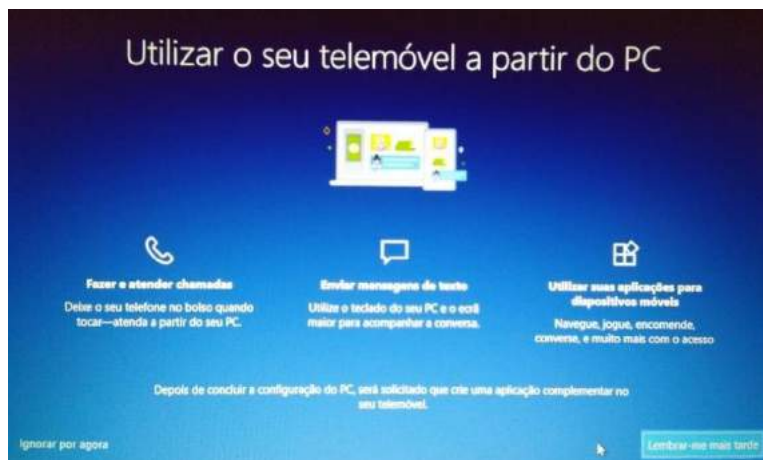 Utilizar o seu telemóvel a partir do PC
Fazer e atender chamadas
Deixe o seu telefone no bolso quando
tocar—atenda a partir do seu PC.
Enviar mensagens de texto
Utilize o teclado do seu PC e o ecrã
maior para acompanhar a conversa.
Utilizar suas aplicações para
dispositivos móveis
Navegue, jogue, encomende,
converse, e muito mais com o acesso
Depois de concluir a configuração do PC, será solicitado que crie uma aplicação complementar no
seu telemóvel.
Ignorar por agora
Lembrar-me mais tarde